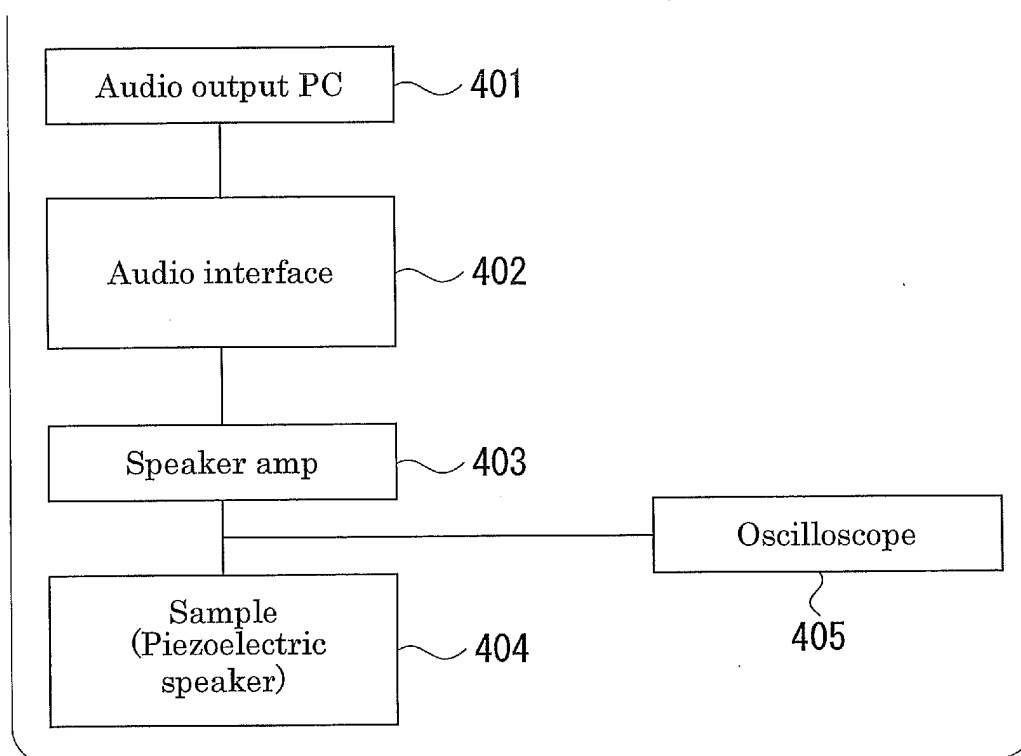 Audio output PC
401
Audio interface
402
Speaker amp
403
Oscilloscope
405
Sample
(Piezoelectric
speaker)
404